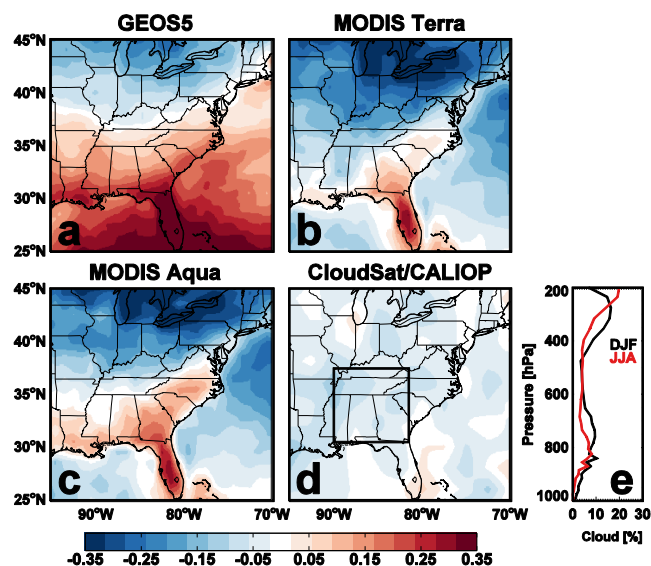 GEOS5
MODIS Terra
45°N
40°N
35°N
30°N
25°N
a
b
MODIS Aqua
CloudSat/CALIOP
45°N
40°N
35°N
30°N
25°N
c
d
90°W
80°W
70°W
90°W
80°W
70°W
200
400
600
800
1000
Pressure [hPa]
DJF
JJA
e
0
10
20
30
Cloud [%]
-0.35
-0.25
-0.15
-0.05
0.05
0.15
0.25
0.35